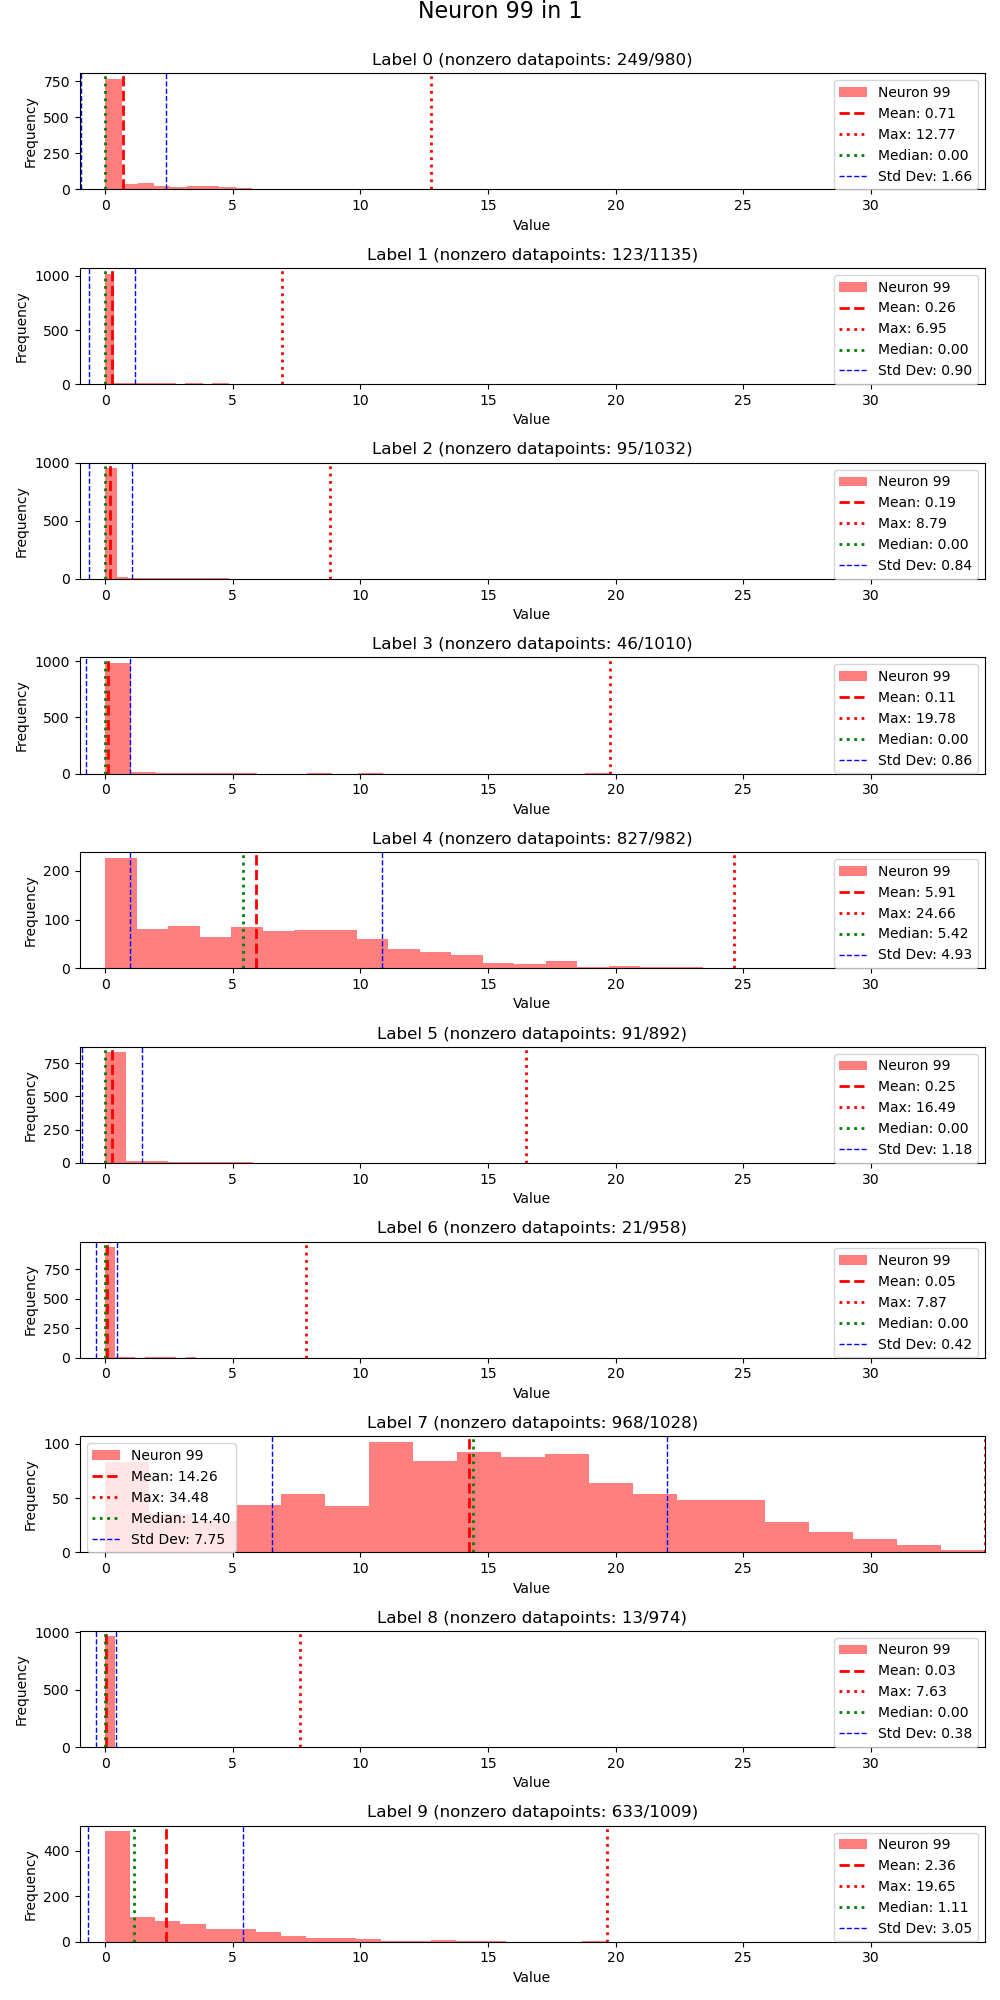 Neuron 99 in 1
Label 0 (nonzero datapoints: 249/980)
Frequency
750
500
250
0
Neuron 99
Mean: 0.71
Max: 12.77
Median: 0.00
Std Dev: 1.66
0 5 10 15 20 25 30
Value
Label 1 (nonzero datapoints: 123/1135)
Frequency
1000
500
0
Neuron 99
Mean: 0.26
Max: 6.95
Median: 0.00
Std Dev: 0.90
0 5 10 15 20 25 30
Value
Label 2 (nonzero datapoints: 95/1032)
Frequency
1000
500
0
Neuron 99
Mean: 0.19
Max: 8.79
Median: 0.00
Std Dev: 0.84
0 5 10 15 20 25 30
Value
Label 3 (nonzero datapoints: 46/1010)
Frequency
1000
500
0
Neuron 99
Mean: 0.11
Max: 19.78
Median: 0.00
Std Dev: 0.86
0 5 10 15 20 25 30
Value
Label 4 (nonzero datapoints: 827/982)
Frequency
200
100
0
Neuron 99
Mean: 5.91
Max: 24.66
Median: 5.42
Std Dev: 4.93
0 5 10 15 20 25 30
Value
Label 5 (nonzero datapoints: 91/892)
Frequency
750
500
250
0
Neuron 99
Mean: 0.25
Max: 16.49
Median: 0.00
Std Dev: 1.18
0 5 10 15 20 25 30
Value
Label 6 (nonzero datapoints: 21/958)
Frequency
750
500
250
0
Neuron 99
Mean: 0.05
Max: 7.87
Median: 0.00
Std Dev: 0.42
0 5 10 15 20 25 30
Value
Label 7 (nonzero datapoints: 968/1028)
Frequency
100
50
0
Neuron 99
Mean: 14.26
Max: 34.48
Median: 14.40
Std Dev: 7.75
0 5 10 15 20 25 30
Value
Label 8 (nonzero datapoints: 13/974)
Frequency
1000
500
0
Neuron 99
Mean: 0.03
Max: 7.63
Median: 0.00
Std Dev: 0.38
0 5 10 15 20 25 30
Value
Label 9 (nonzero datapoints: 633/1009)
Frequency
400
200
0
Neuron 99
Mean: 2.36
Max: 19.65
Median: 1.11
Std Dev: 3.05
0 5 10 15 20 25 30
Value